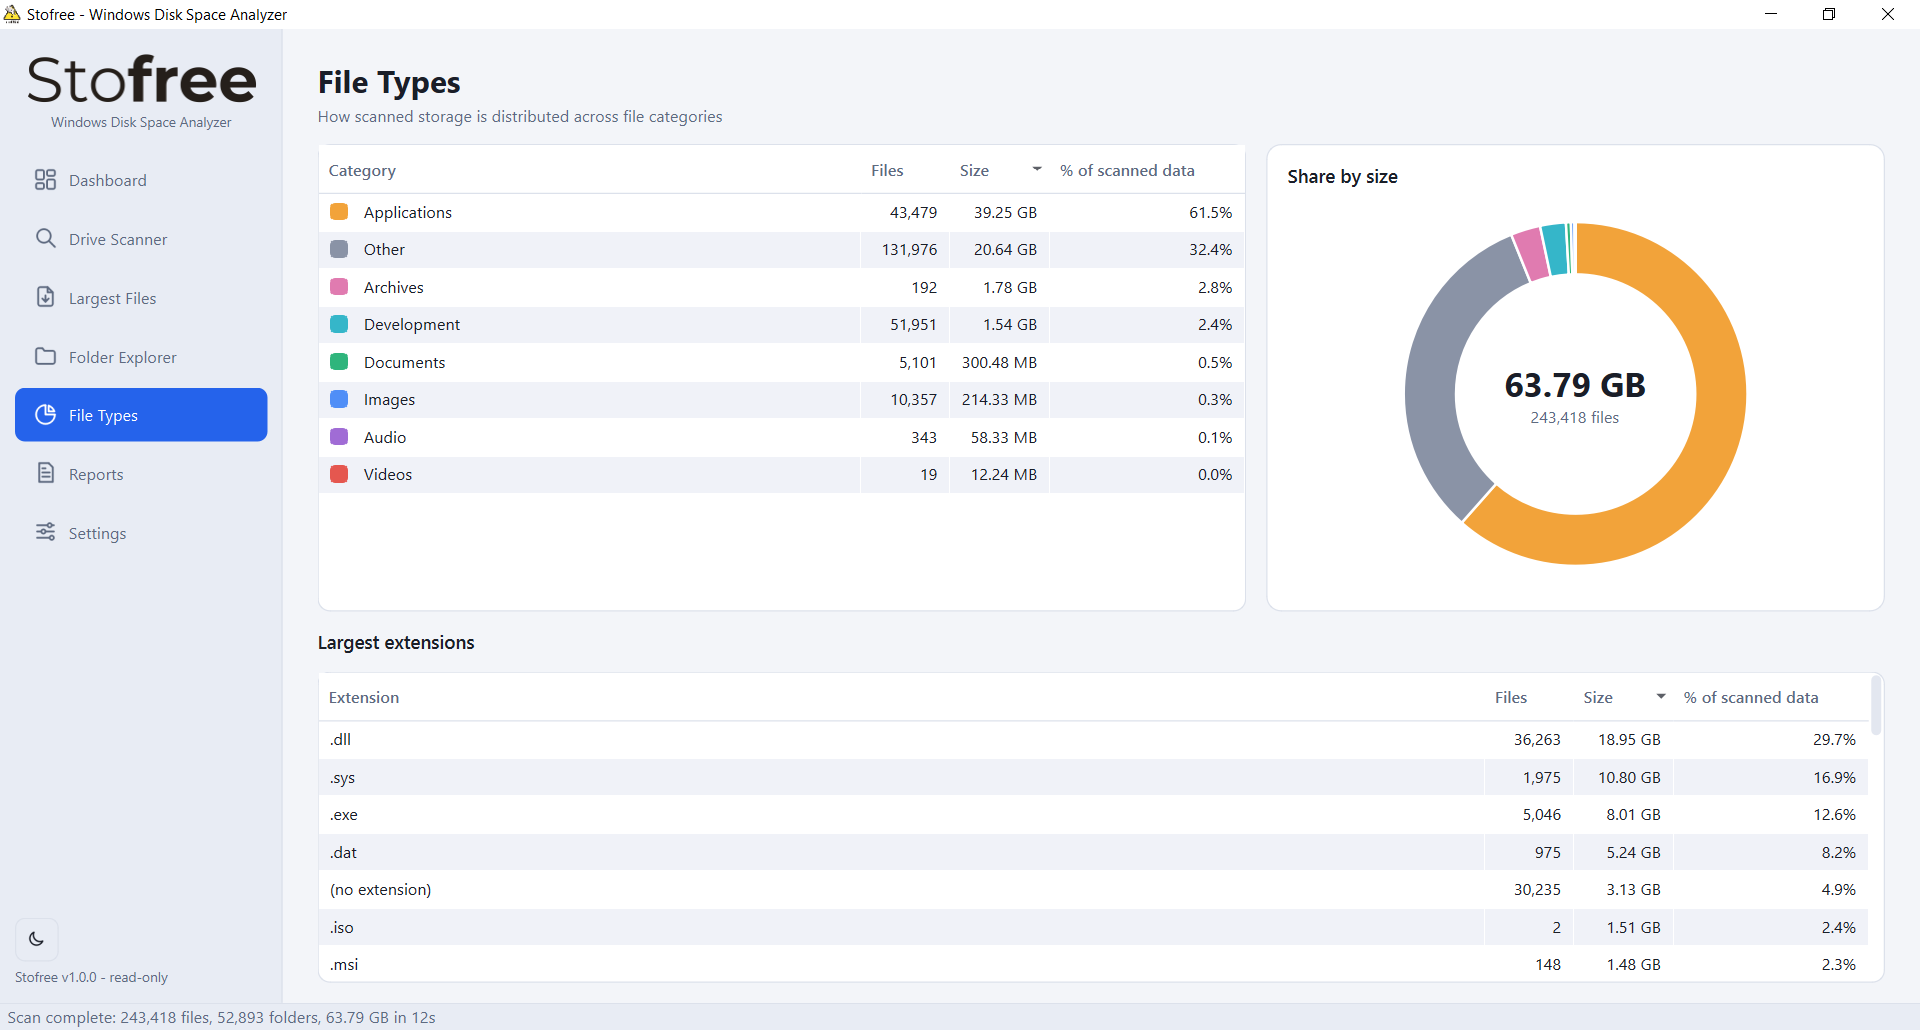 Stofree - Windows Disk Space Analyzer
Stofree
Windows Disk Space Analyzer
Dashboard
Drive Scanner
Largest Files
Folder Explorer
File Types
Reports
Settings
Stofree v1.0.0 - read-only
File Types
How scanned storage is distributed across file categories
Category Files Size % of scanned data
Applications 43,479 39.25 GB 61.5%
Other 131,976 20.64 GB 32.4%
Archives 192 1.78 GB 2.8%
Development 51,951 1.54 GB 2.4%
Documents 5,101 300.48 MB 0.5%
Images 10,357 214.33 MB 0.3%
Audio 343 58.33 MB 0.1%
Videos 19 12.24 MB 0.0%
Share by size
63.79 GB
243,418 files
Largest extensions
Extension Files Size % of scanned data
.dll 36,263 18.95 GB 29.7%
.sys 1,975 10.80 GB 16.9%
.exe 5,046 8.01 GB 12.6%
.dat 975 5.24 GB 8.2%
(no extension) 30,235 3.13 GB 4.9%
.iso 2 1.51 GB 2.4%
.msi 148 1.48 GB 2.3%
Scan complete: 243,418 files, 52,893 folders, 63.79 GB in 12s